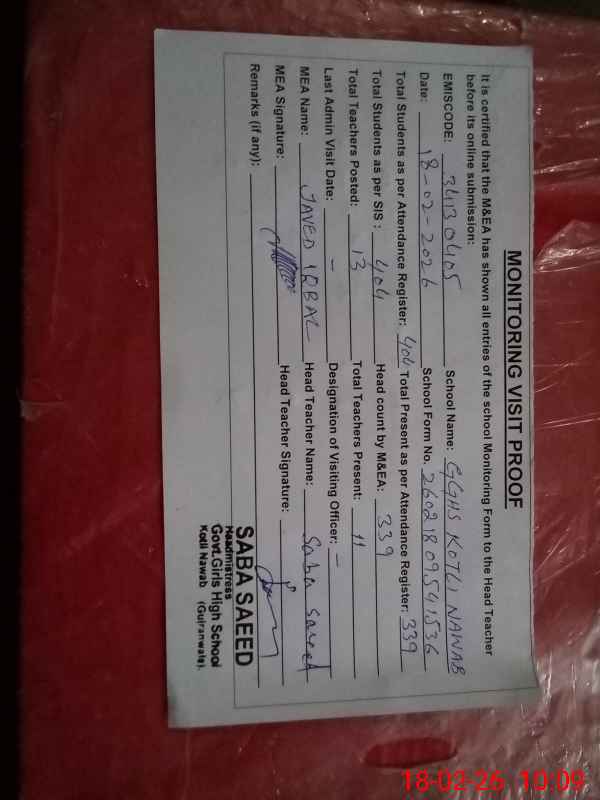 MONITORING VISIT PROOF
It is certified that the M&EA has shown all entries of the school Monitoring Form to the Head Teacher
before its online submission:
EMISCODE: 34130405 School Name: GGHS KOTLI NAWAB
Date: 18-02-2026 School Form No. 26021809541536
Total Students as per Attendance Register: 404 Total Present as per Attendance Register: 339
Total Students as per SIS: 404 Head count by M&EA: 339
Total Teachers Posted: 13 Total Teachers Present: 11
Last Admin Visit Date: - Designation of Visiting Officer: -
MEA Name: JAVED IQBAL Head Teacher Name: Saba Saeed
MEA Signature: Head Teacher Signature:
Remarks (if any):
SABA SAEED
Headmistress
Govt.Girls High School
Kotli Nawab (Gujranwala).
18-02-26 10:09